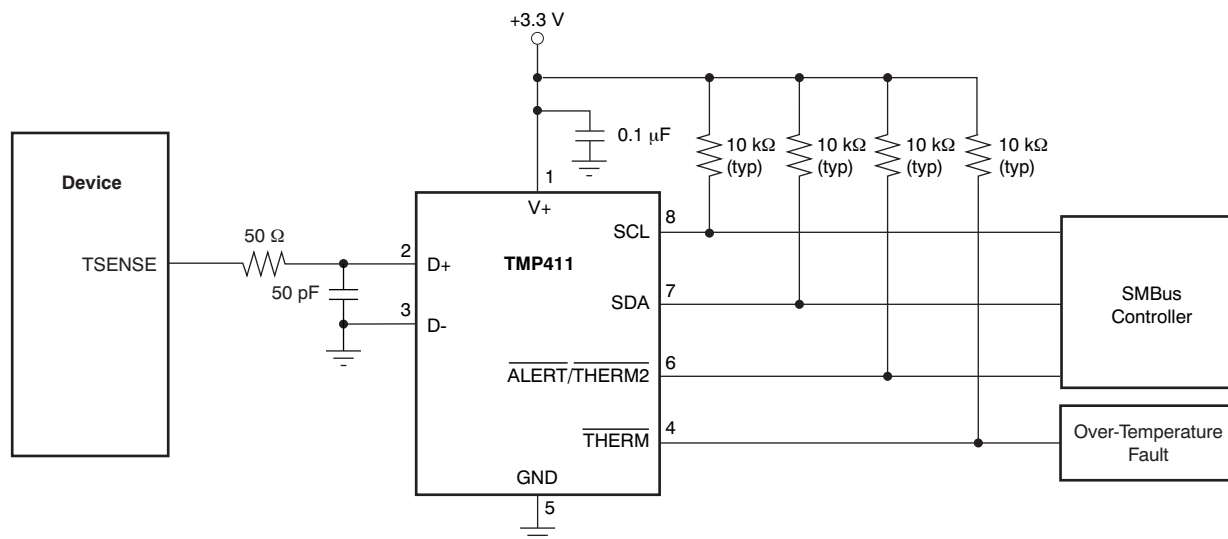 +3.3 V
0.1 μF
10 kΩ
(typ)
10 kΩ
(typ)
10 kΩ
(typ)
10 kΩ
(typ)
Device
TSENSE
50 Ω
50 pF
1
V+
2
D+
3
D-
TMP411
8
SCL
7
SDA
6
ALERT/THERM2
4
THERM
GND
5
SMBus
Controller
Over-Temperature
Fault